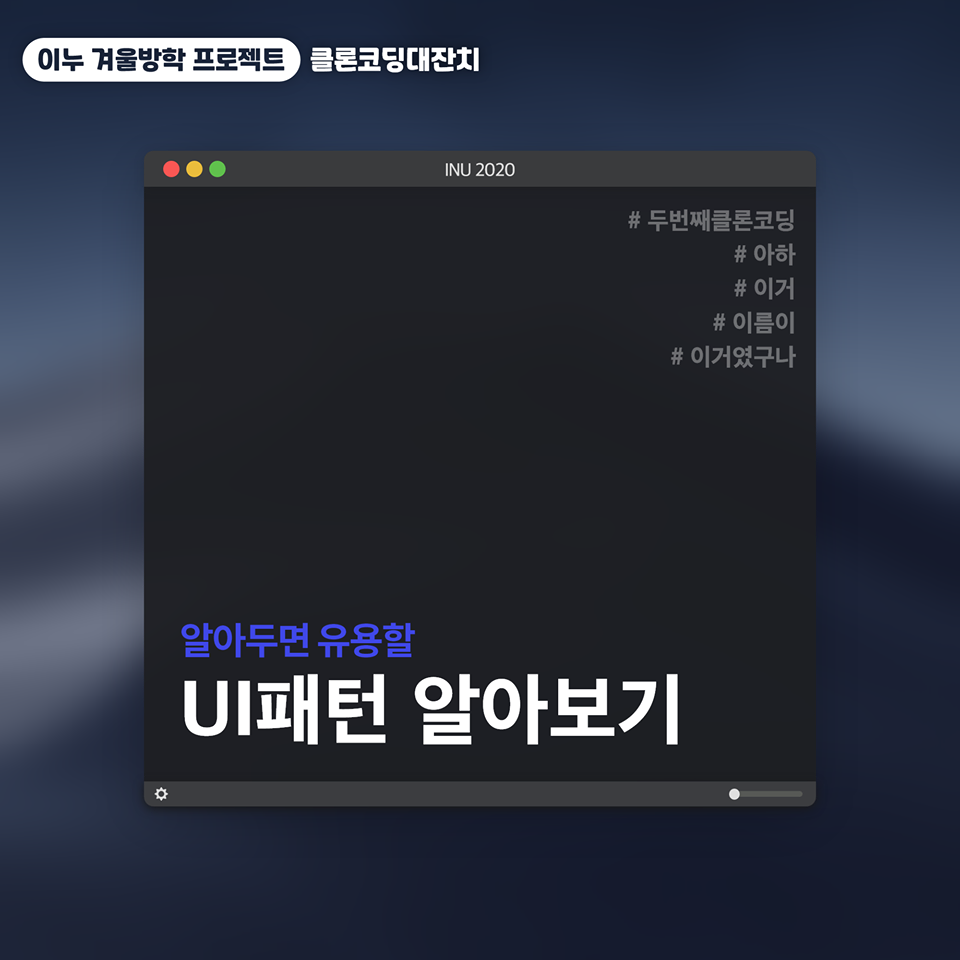 이누 겨울방학 프로젝트 클론코딩대잔치
INU 2020
# 두번째클론코딩
# 아하
# 이거
# 이름이
# 이거였구나
알아두면 유용할
UI패턴 알아보기